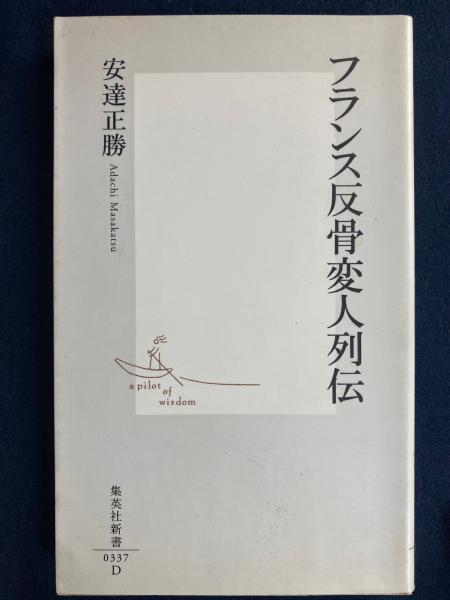 フランス反骨変人列伝
安達正勝
Adachi Masakatsu
a pilot
of
wisdom
集英社新書
0337
D